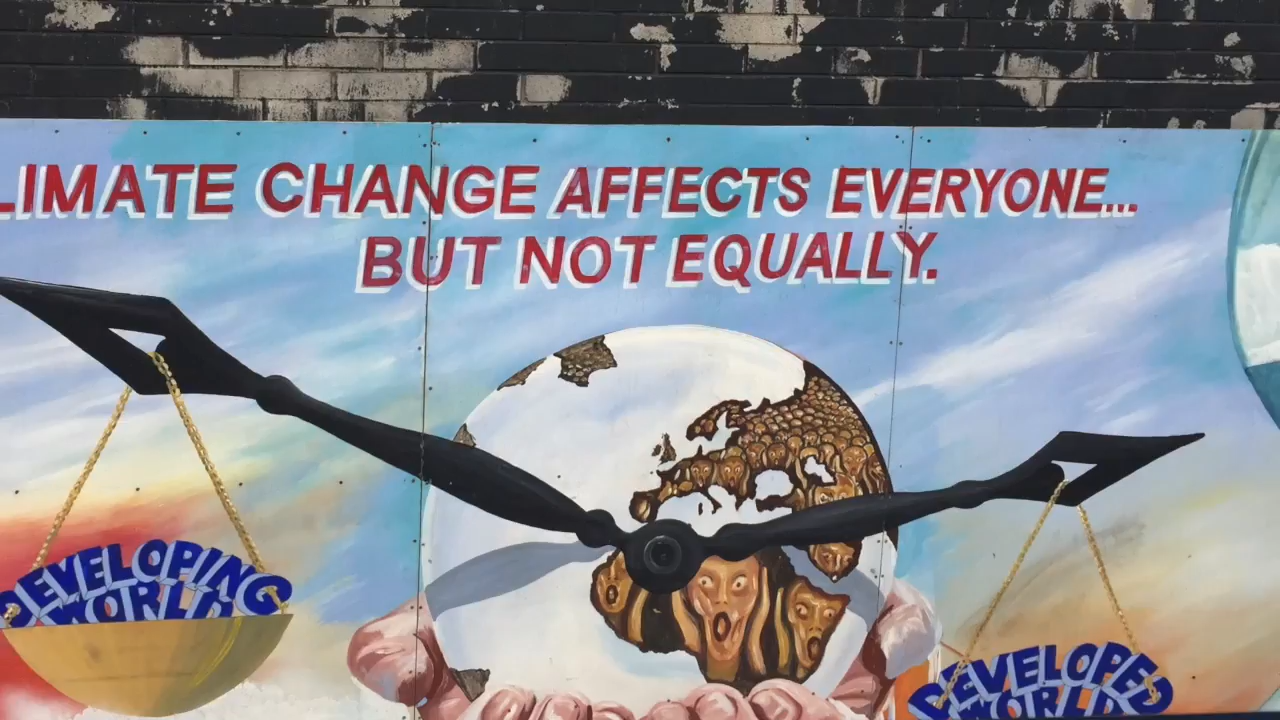 LIMATE CHANGE AFFECTS EVERYONE...
BUT NOT EQUALLY.
DEVELOPING
WORLD
DEVELOPED
WORLD